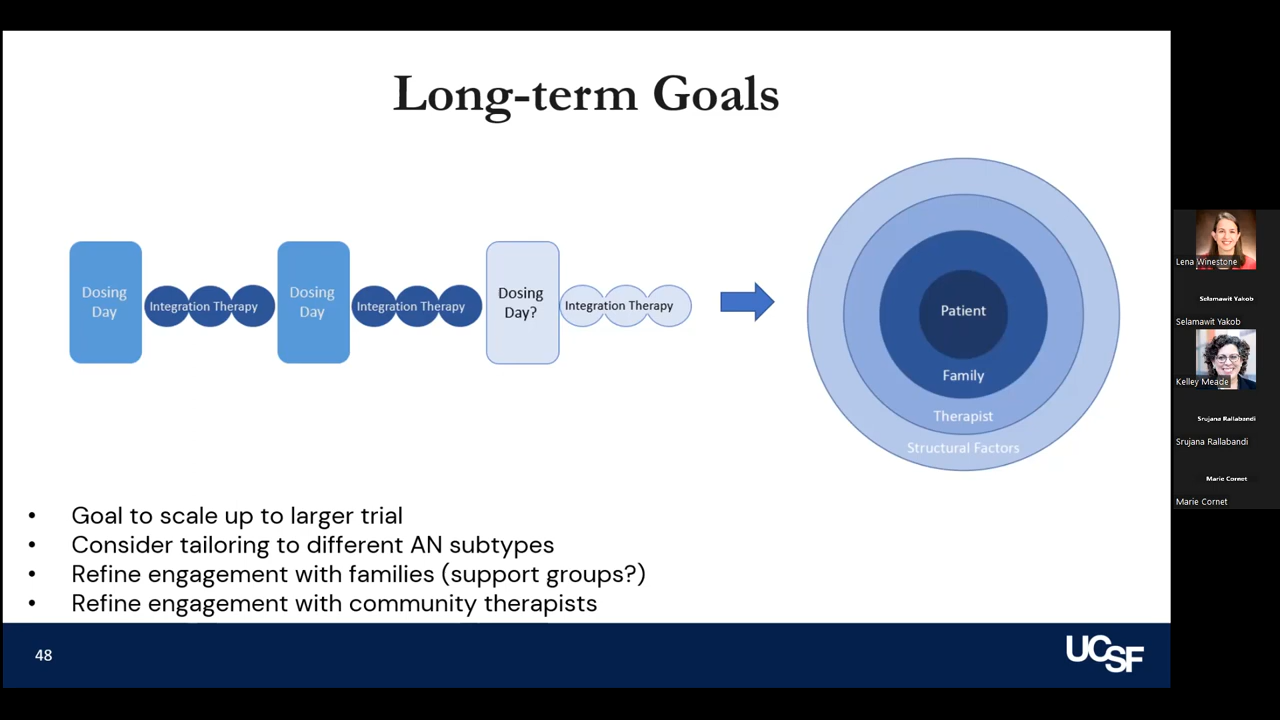 Long-term Goals
Dosing
Day
Integration Therapy
Dosing
Day
Integration Therapy
Dosing
Day?
Integration Therapy
Patient
Family
Therapist
Structural Factors
• Goal to scale up to larger trial
• Consider tailoring to different AN subtypes
• Refine engagement with families (support groups?)
• Refine engagement with community therapists
48
UCSF
Lena Winestone
Selamawit Yakob
Selamawit Yakob
Kelley Meade
Srujana Rallabandi
Srujana Rallabandi
Marie Cornet
Marie Cornet